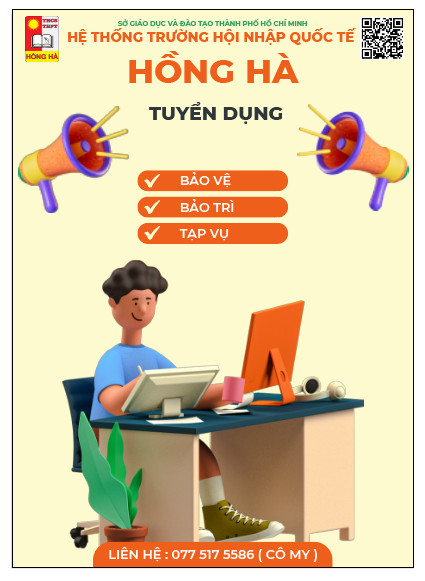 SỞ GIÁO DỤC VÀ ĐÀO TẠO THÀNH PHỐ HỒ CHÍ MINH
THCS
THPT
HỒNG HÀ
HỆ THỐNG TRƯỜNG HỘI NHẬP QUỐC TẾ
HỒNG HÀ
TUYỂN DỤNG
BẢO VỆ
BẢO TRÌ
TẠP VỤ
LIÊN HỆ : 077 517 5586 ( CÔ MY )